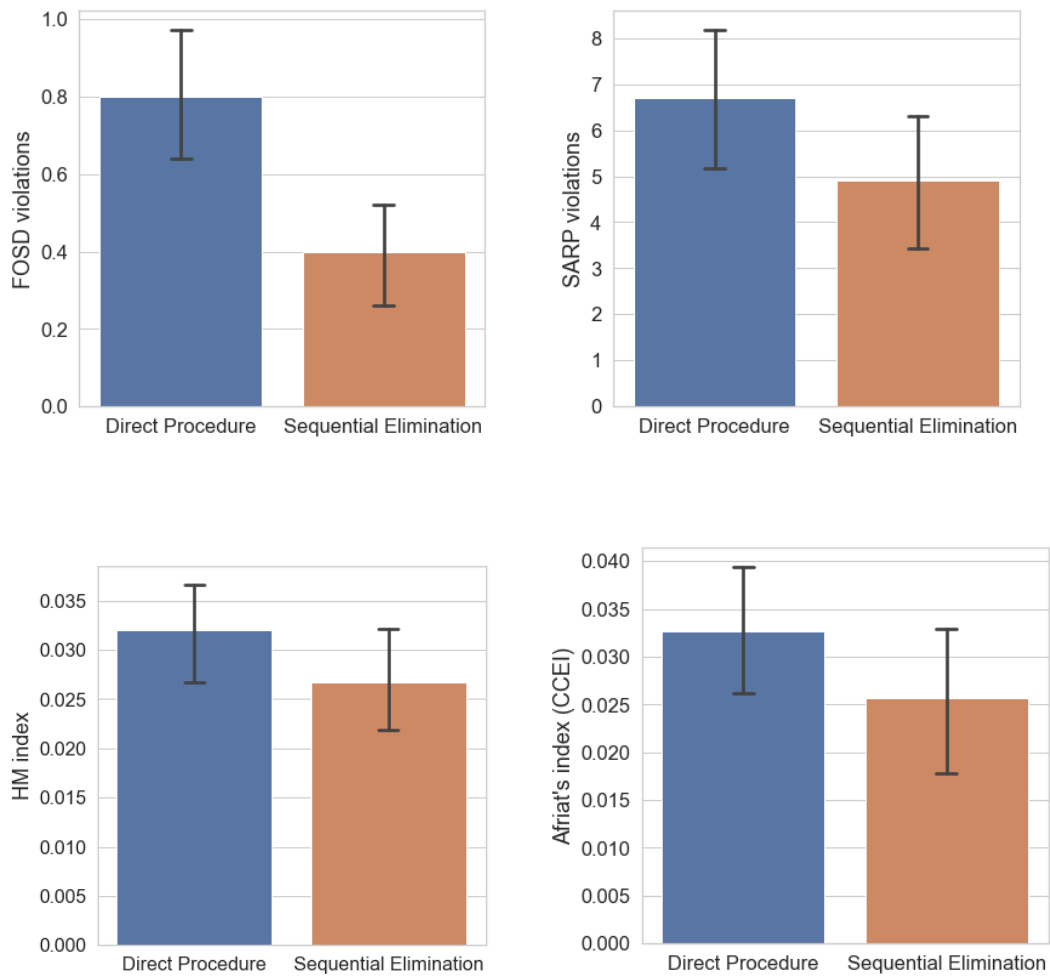 FOSD violations
1.0
0.8
0.6
0.4
0.2
0.0
Direct Procedure
Sequential Elimination
SARP violations
8
7
6
5
4
3
2
1
0
Direct Procedure
Sequential Elimination
HM index
0.035
0.030
0.025
0.020
0.015
0.010
0.005
0.000
Direct Procedure
Sequential Elimination
Afriat's index (CCEI)
0.040
0.035
0.030
0.025
0.020
0.015
0.010
0.005
0.000
Direct Procedure
Sequential Elimination